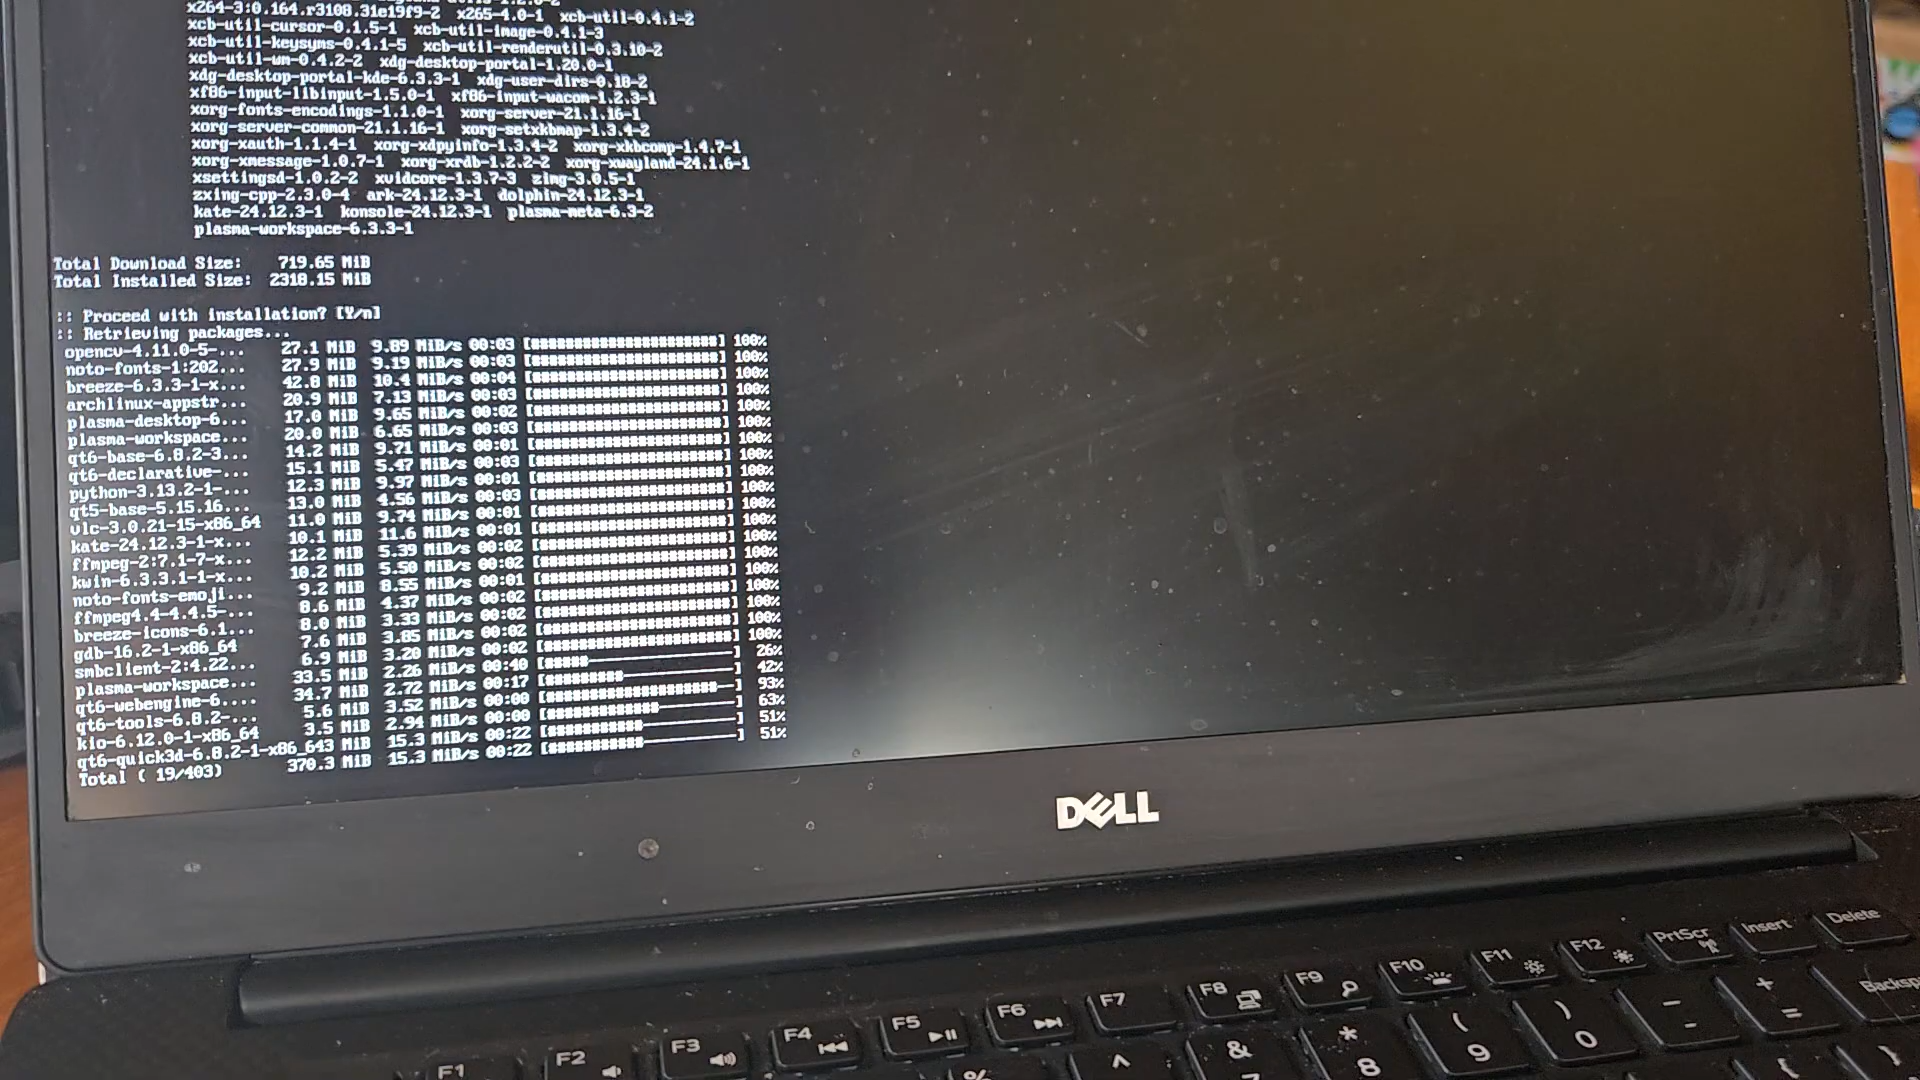 x264-3:0.164.r3108.31e19f9-2 x265-4.0-1 xcb-util-0.4.1-2
xcb-util-cursor-0.1.5-1 xcb-util-image-0.4.1-3
xcb-util-keysyms-0.4.1-5 xcb-util-renderutil-0.3.10-2
xcb-util-wm-0.4.2-2 xdg-desktop-portal-1.20.0-1
xdg-desktop-portal-kde-6.3.3-1 xdg-user-dirs-0.18-2
xf86-input-libinput-1.5.0-1 xf86-input-wacom-1.2.3-1
xorg-fonts-encodings-1.1.0-1 xorg-server-21.1.16-1
xorg-server-common-21.1.16-1 xorg-setxkbmap-1.3.4-2
xorg-xauth-1.1.4-1 xorg-xdpyinfo-1.3.4-2 xorg-xkbcomp-1.4.7-1
xorg-xmessage-1.0.7-1 xorg-xrdb-1.2.2-2 xorg-xwayland-24.1.6-1
xsettingsd-1.0.2-2 xvidcore-1.3.7-3 zimg-3.0.5-1
zxing-cpp-2.3.0-4 ark-24.12.3-1 dolphin-24.12.3-1
kate-24.12.3-1 konsole-24.12.3-1 plasma-meta-6.3-2
plasma-workspace-6.3.3-1
Total Download Size: 719.65 MiB
Total Installed Size: 2318.15 MiB
:: Proceed with installation? [Y/n]
:: Retrieving packages...
opencv-4.11.0-5-... 27.1 MiB 9.89 MiB/s 00:03 100%
noto-fonts-1:202... 27.9 MiB 9.19 MiB/s 00:03 100%
breeze-6.3.3-1-x... 42.8 MiB 10.4 MiB/s 00:04 100%
archlinux-appstr... 20.9 MiB 7.13 MiB/s 00:03 100%
plasma-desktop-6... 17.0 MiB 9.65 MiB/s 00:02 100%
plasma-workspace... 20.0 MiB 6.65 MiB/s 00:03 100%
qt6-base-6.8.2-3... 14.2 MiB 9.71 MiB/s 00:01 100%
qt6-declarative-... 15.1 MiB 5.47 MiB/s 00:03 100%
python-3.13.2-1-... 12.3 MiB 9.97 MiB/s 00:01 100%
qt5-base-5.15.16... 13.0 MiB 4.56 MiB/s 00:03 100%
vlc-3.0.21-15-x86_64 11.0 MiB 9.74 MiB/s 00:01 100%
kate-24.12.3-1-x... 10.1 MiB 11.6 MiB/s 00:01 100%
ffmpeg-2:7.1-7-x... 12.2 MiB 5.39 MiB/s 00:02 100%
kwin-6.3.3.1-1-x... 10.2 MiB 5.50 MiB/s 00:02 100%
noto-fonts-emoji... 9.2 MiB 8.55 MiB/s 00:01 100%
ffmpeg4.4-4.4.5-... 8.6 MiB 4.37 MiB/s 00:02 100%
breeze-icons-6.1... 8.0 MiB 3.33 MiB/s 00:02 100%
gdb-16.2-1-x86_64 7.6 MiB 3.85 MiB/s 00:02 100%
smbclient-2:4.22... 6.9 MiB 3.20 MiB/s 00:02 100%
plasma-workspace... 33.5 MiB 2.26 MiB/s 00:40 26%
qt6-webengine-6.... 34.7 MiB 2.72 MiB/s 00:17 42%
qt6-tools-6.8.2-... 5.6 MiB 3.52 MiB/s 00:00 93%
kio-6.12.0-1-x86_64 3.5 MiB 2.94 MiB/s 00:00 63%
qt6-quick3d-6.8.2-1-x86_643 MiB 15.3 MiB/s 00:22 51%
Total ( 19/403) 370.3 MiB 15.3 MiB/s 00:22 51%
DELL
F1 F2 F3 F4 F5 F6 F7 F8 F9 F10 F11 F12 PrtScr Insert Delete
% ^ & 7 * 8 ( 9 ) 0 _ - + = Backsp
{ }